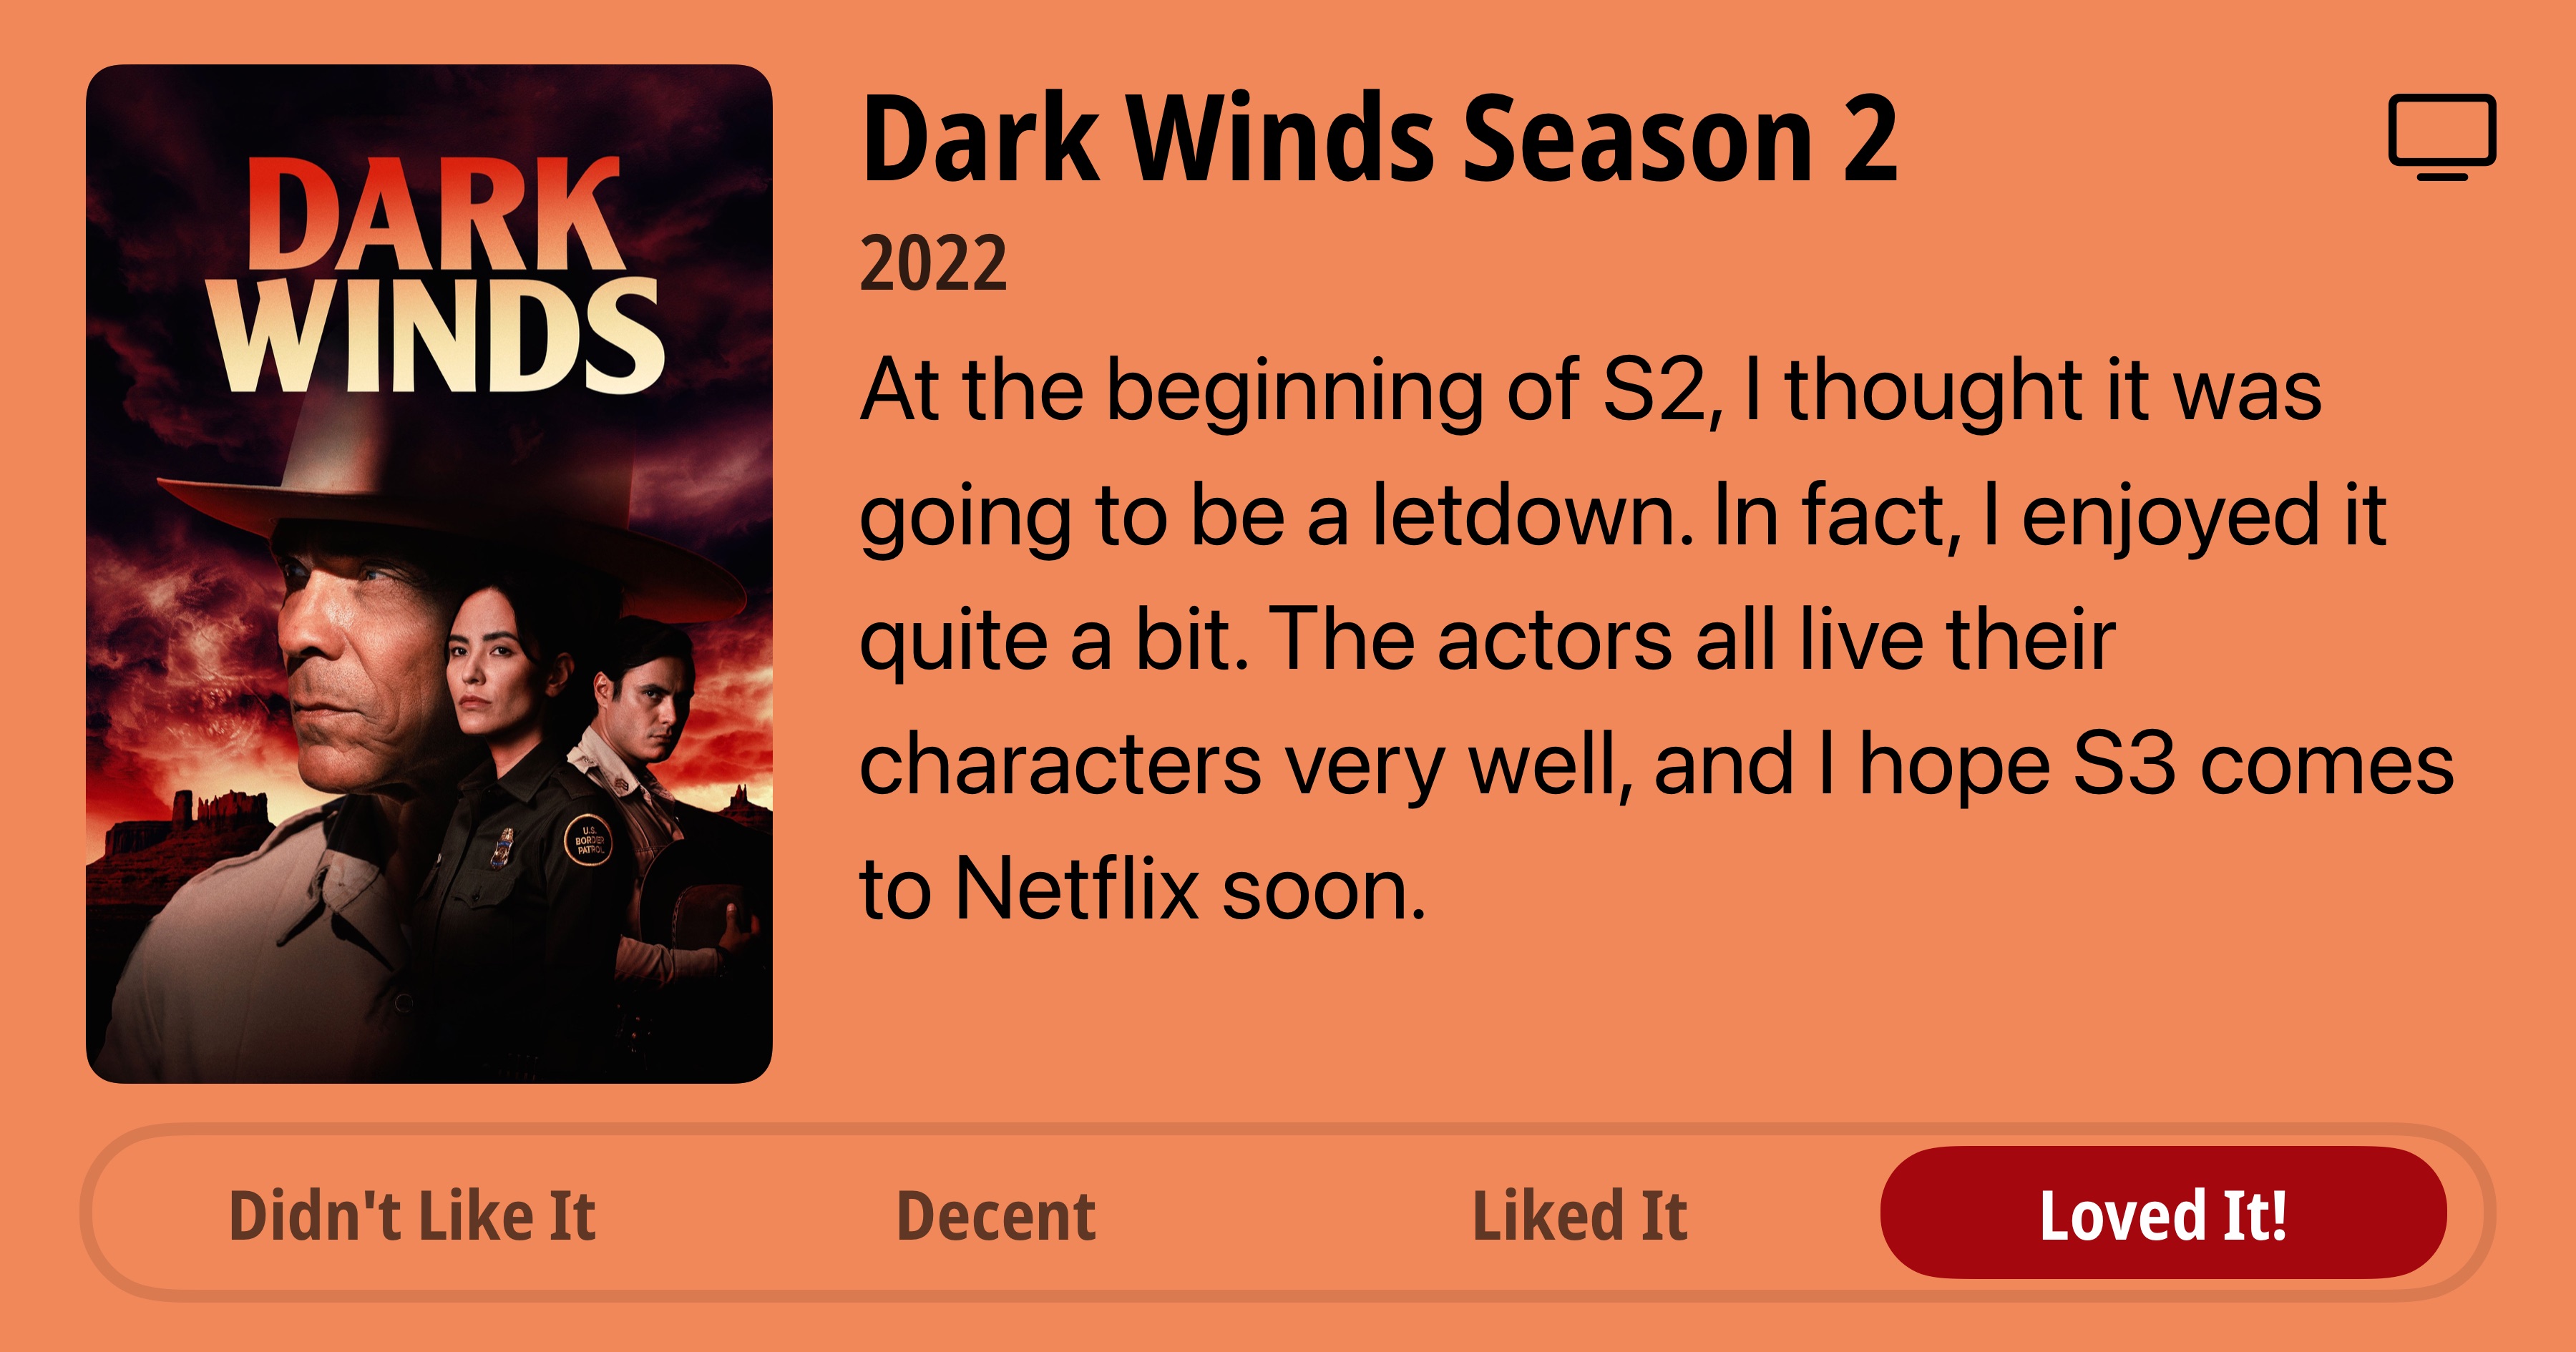 DARK
WINDS
U.S.
BORDER
PATROL
Dark Winds Season 2
2022
At the beginning of S2, I thought it was
going to be a letdown. In fact, I enjoyed it
quite a bit. The actors all live their
characters very well, and I hope S3 comes
to Netflix soon.
Didn't Like It
Decent
Liked It
Loved It!